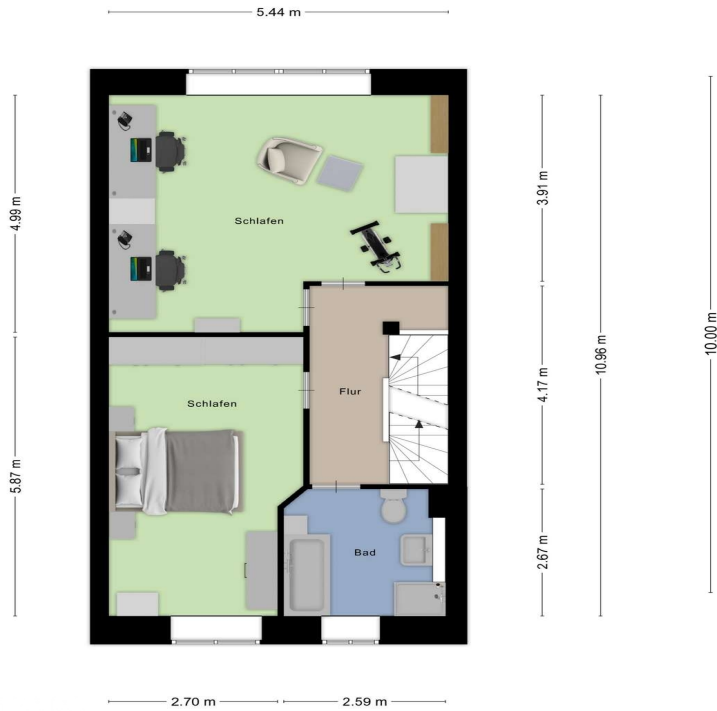 5.44 m
4.99 m
3.91 m
Schlafen
10.00 m
10.96 m
4.17 m
Flur
Schlafen
5.87 m
2.67 m
Bad
2.70 m
2.59 m